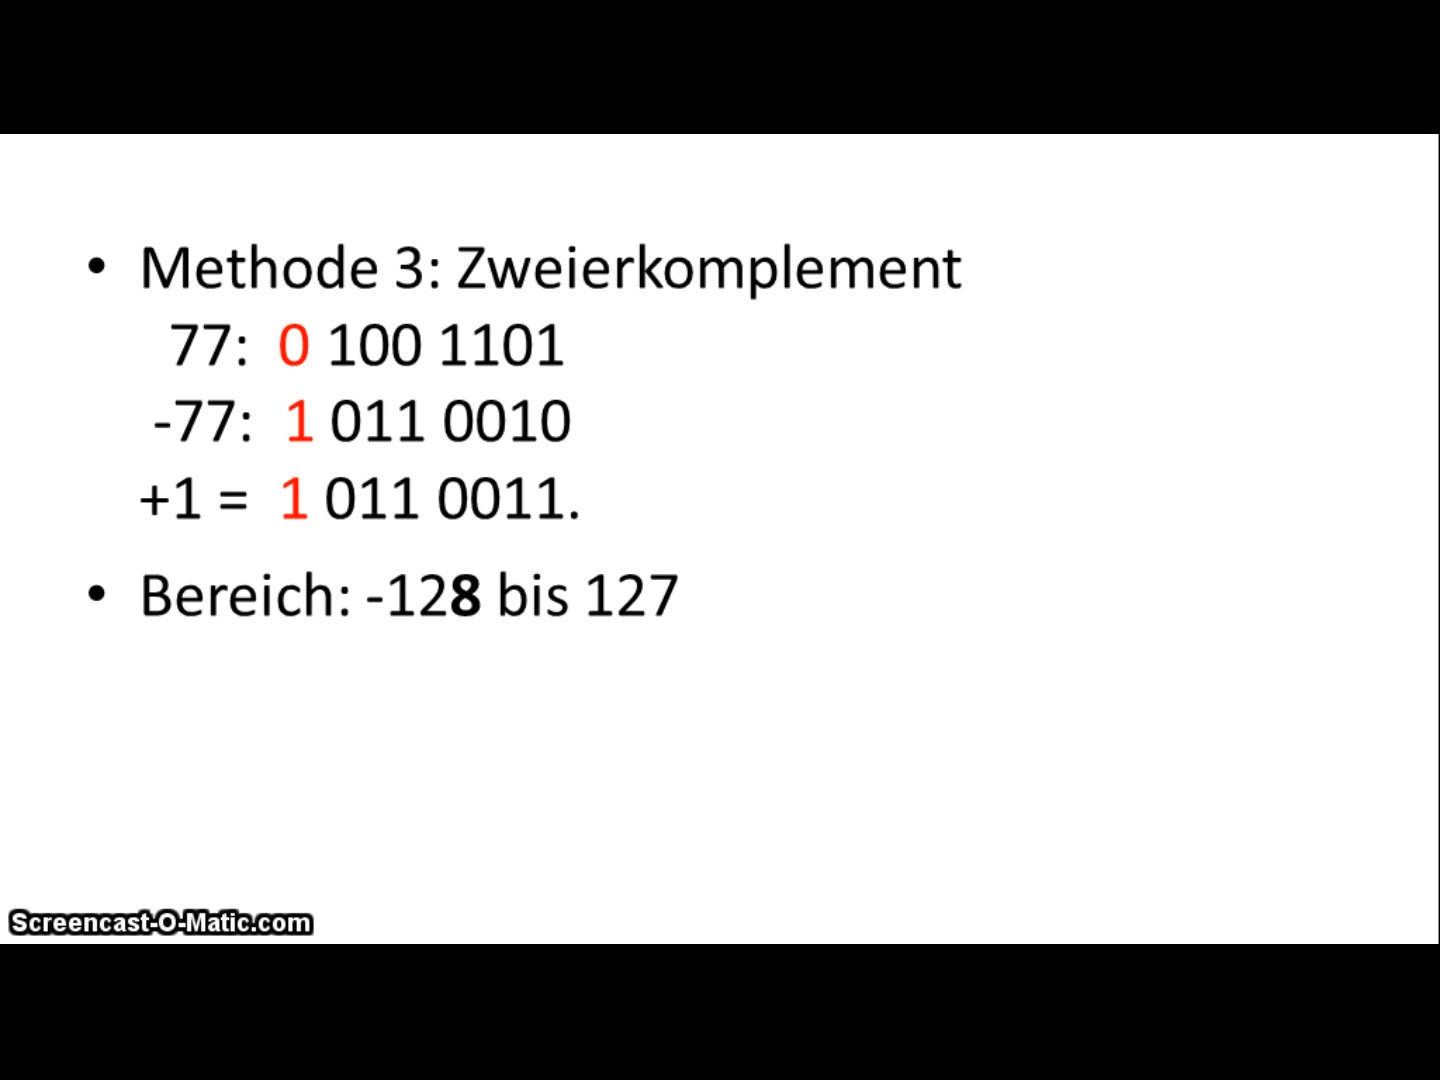 • Methode 3: Zweierkomplement
77: 0 100 1101
-77: 1 011 0010
+1 = 1 011 0011.
• Bereich: -128 bis 127
Screencast-O-Matic.com